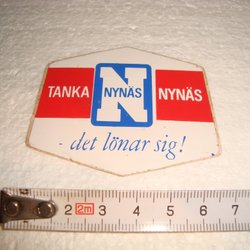 TANKA NYNÄS NYNÄS
N
- det lönar sig!
2 2m 3 4 5 6 7